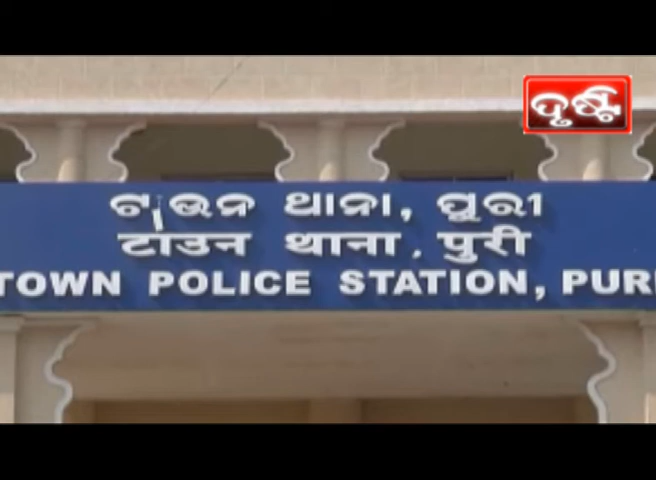 ଦୃଷ୍ଟି
ଟାଉନ ଥାନା, ପୁରୀ
टाउन थाना, पुरी
TOWN POLICE STATION, PURI